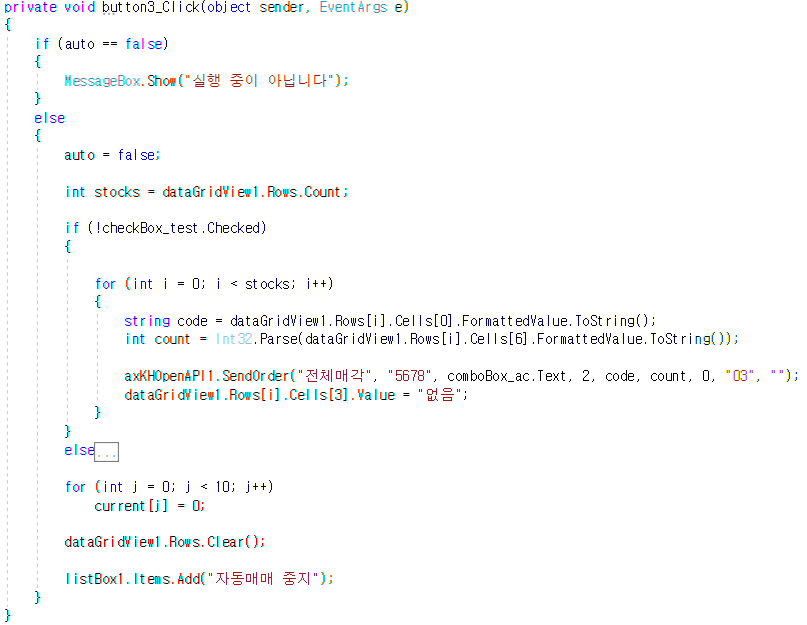 private void button3_Click(object sender, EventArgs e)
{
if (auto == false)
{
MessageBox.Show("실행 중이 아닙니다");
}
else
{
auto = false;
int stocks = dataGridView1.Rows.Count;
if (!checkBox_test.Checked)
{
for (int i = 0; i < stocks; i++)
{
string code = dataGridView1.Rows[i].Cells[0].FormattedValue.ToString();
int count = Int32.Parse(dataGridView1.Rows[i].Cells[6].FormattedValue.ToString());
axKHOpenAPI1.SendOrder("전체매각", "5678", comboBox_ac.Text, 2, code, count, 0, "03", "");
dataGridView1.Rows[i].Cells[3].Value = "없음";
}
}
else...
for (int j = 0; j < 10; j++)
current[j] = 0;
dataGridView1.Rows.Clear();
listBox1.Items.Add("자동매매 중지");
}
}